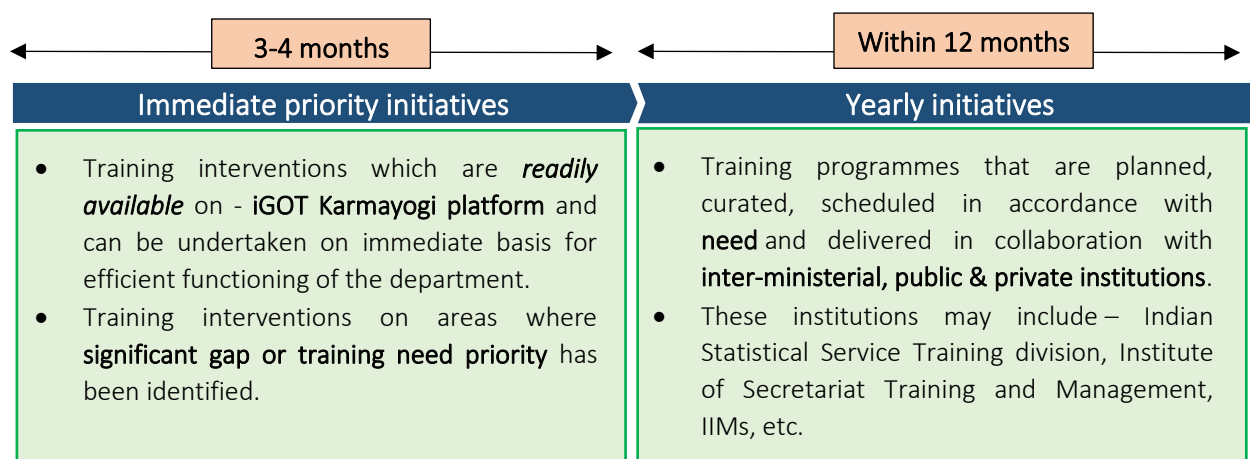 3-4 months
Within 12 months
Immediate priority initiatives
Yearly initiatives
• Training interventions which are readily
available on - iGOT Karmayogi platform and
can be undertaken on immediate basis for
efficient functioning of the department.
• Training interventions on areas where
significant gap or training need priority has
been identified.
• Training programmes that are planned,
curated, scheduled in accordance with
need and delivered in collaboration with
inter-ministerial, public & private institutions.
• These institutions may include – Indian
Statistical Service Training division, Institute
of Secretariat Training and Management,
IIMs, etc.